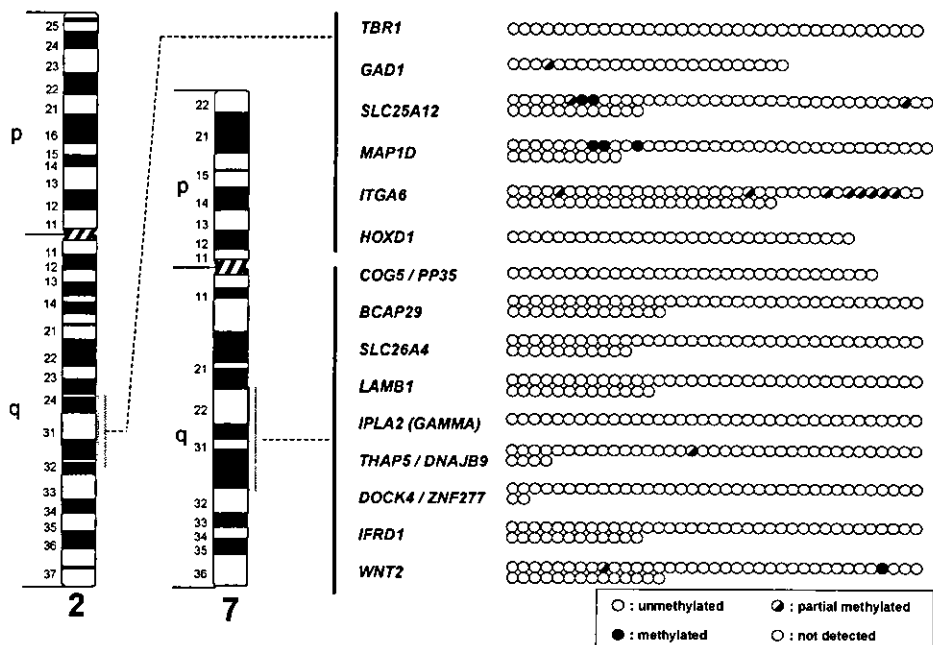 25
24
23
22
21
16
15
14
13
12
11
11
12
13
14
21
22
23
24
31
32
33
34
35
36
37
p
q
2
22
21
15
14
13
12
11
11
21
22
31
32
33
34
35
36
p
q
7
TBR1
GAD1
SLC25A12
MAP1D
ITGA6
HOXD1
COG5 / PP35
BCAP29
SLC26A4
LAMB1
IPLA2 (GAMMA)
THAP5 / DNAJB9
DOCK4 / ZNF277
IFRD1
WNT2
: unmethylated
: partial methylated
: methylated
: not detected